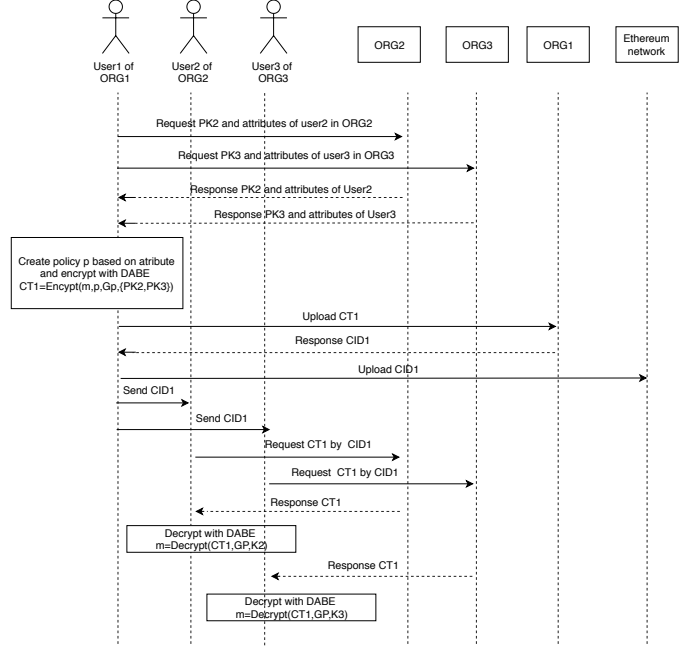 User1 of
ORG1
User2 of
ORG2
User3 of
ORG3
ORG2
ORG3
ORG1
Ethereum
network
Request PK2 and attributes of user2 in ORG2
Request PK3 and attributes of user3 in ORG3
Response PK2 and attributes of User2
Response PK3 and attributes of User3
Create policy p based on atribute
and encrypt with DABE
CT1=Encypt(m,p,Gp,{PK2,PK3})
Upload CT1
Response CID1
Upload CID1
Send CID1
Send CID1
Request CT1 by CID1
Request CT1 by CID1
Response CT1
Decrypt with DABE
m=Decrypt(CT1,GP,K2)
Response CT1
Decrypt with DABE
m=Decrypt(CT1,GP,K3)